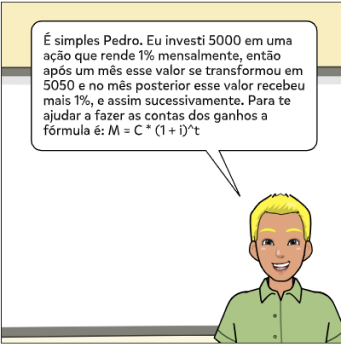 É simples Pedro. Eu investi 5000 em uma
ação que rende 1% mensalmente, então
após um mês esse valor se transformou em
5050 e no mês posterior esse valor recebeu
mais 1%, e assim sucessivamente. Para te
ajudar a fazer as contas dos ganhos a
fórmula é: M = C * (1 + i)^t